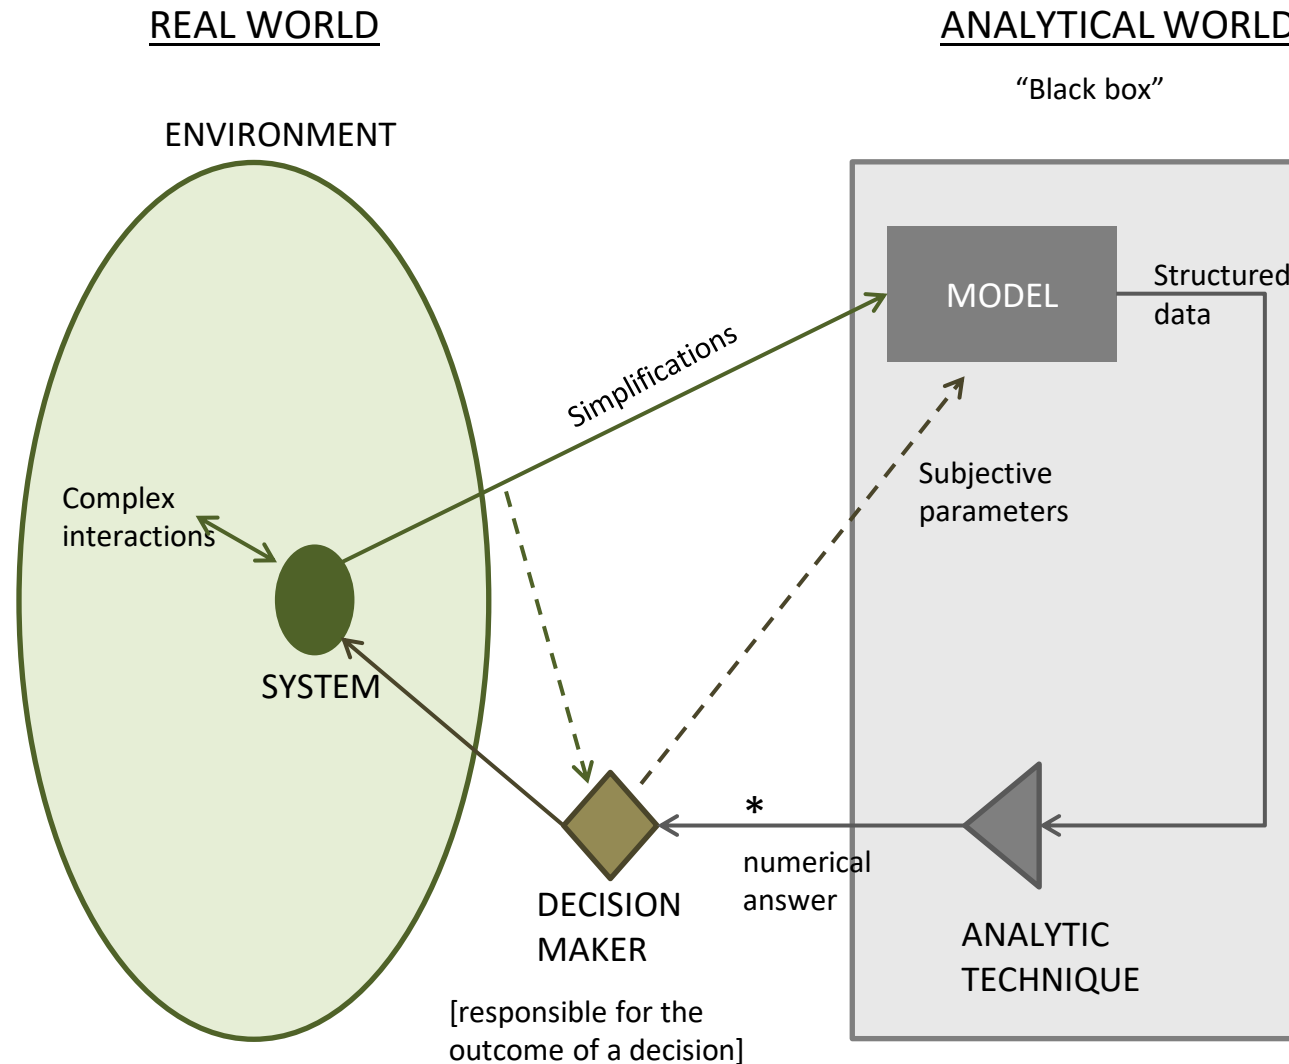 REAL WORLD
ANALYTICAL WORLD
“Black box”
ENVIRONMENT
MODEL
Structured
data
Simplifications
Complex
interactions
Subjective
parameters
SYSTEM
*
numerical
answer
DECISION
MAKER
ANALYTIC
TECHNIQUE
[responsible for the
outcome of a decision]